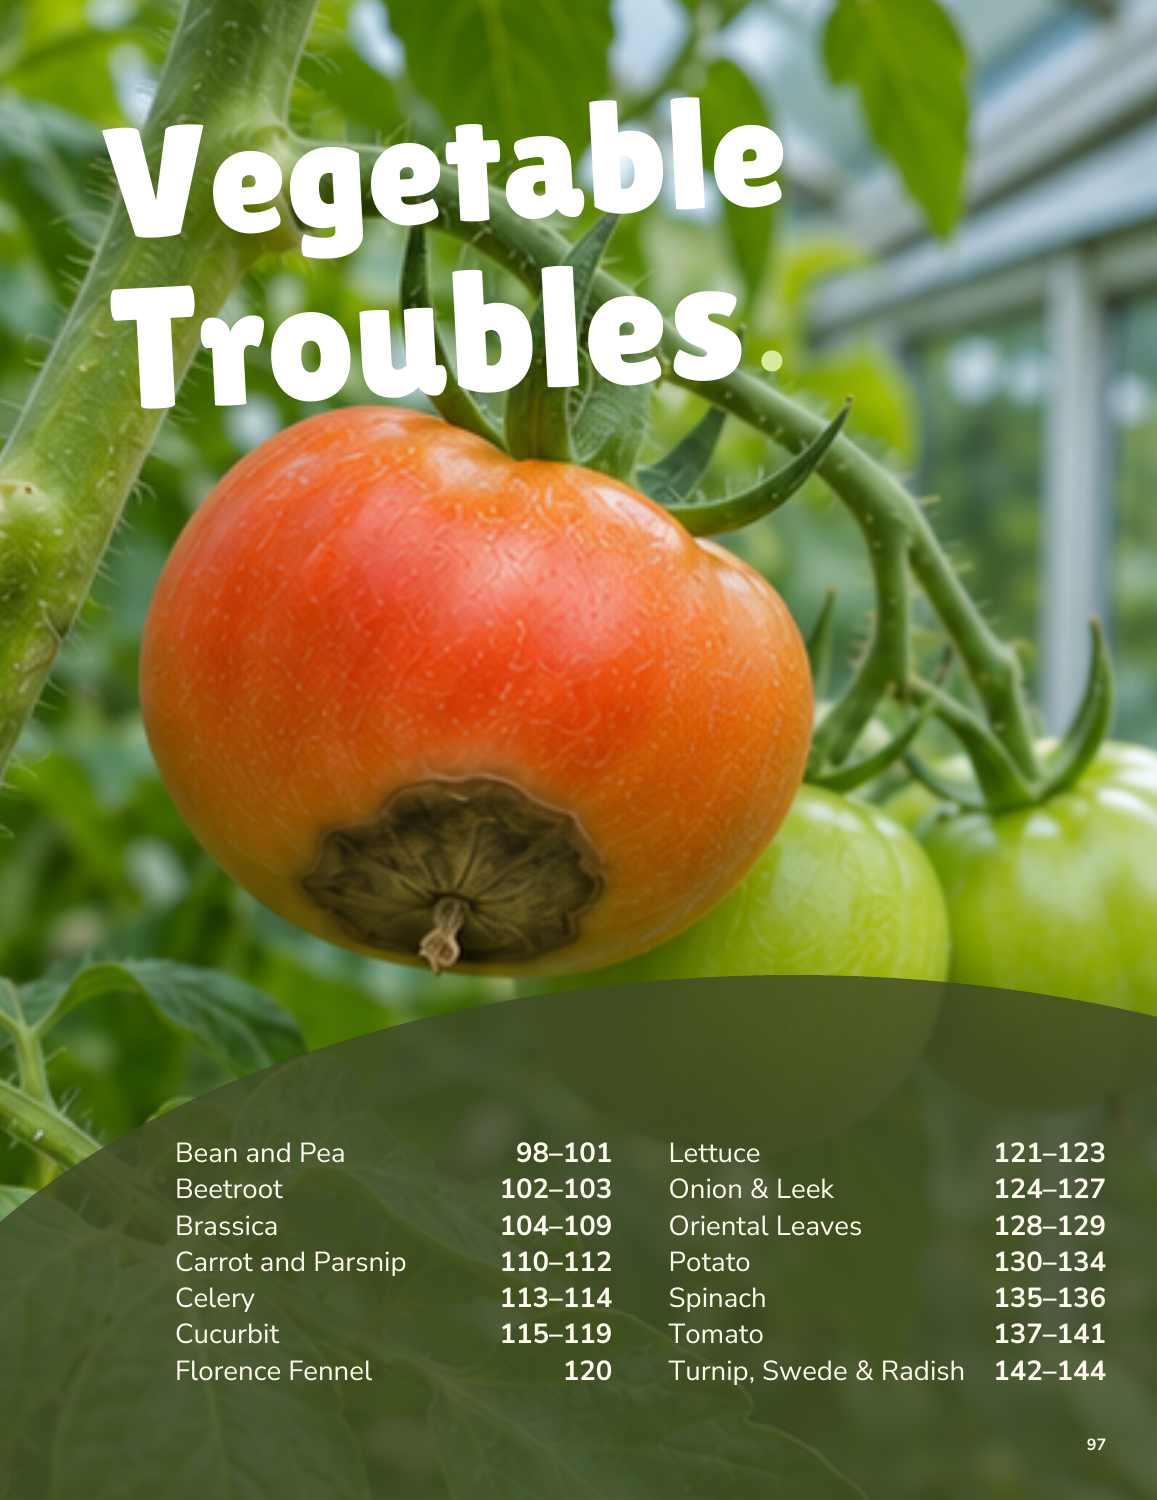 Vegetable
Troubles.
Bean and Pea 98–101
Beetroot 102–103
Brassica 104–109
Carrot and Parsnip 110–112
Celery 113–114
Cucurbit 115–119
Florence Fennel 120
Lettuce 121–123
Onion & Leek 124–127
Oriental Leaves 128–129
Potato 130–134
Spinach 135–136
Tomato 137–141
Turnip, Swede & Radish 142–144
97